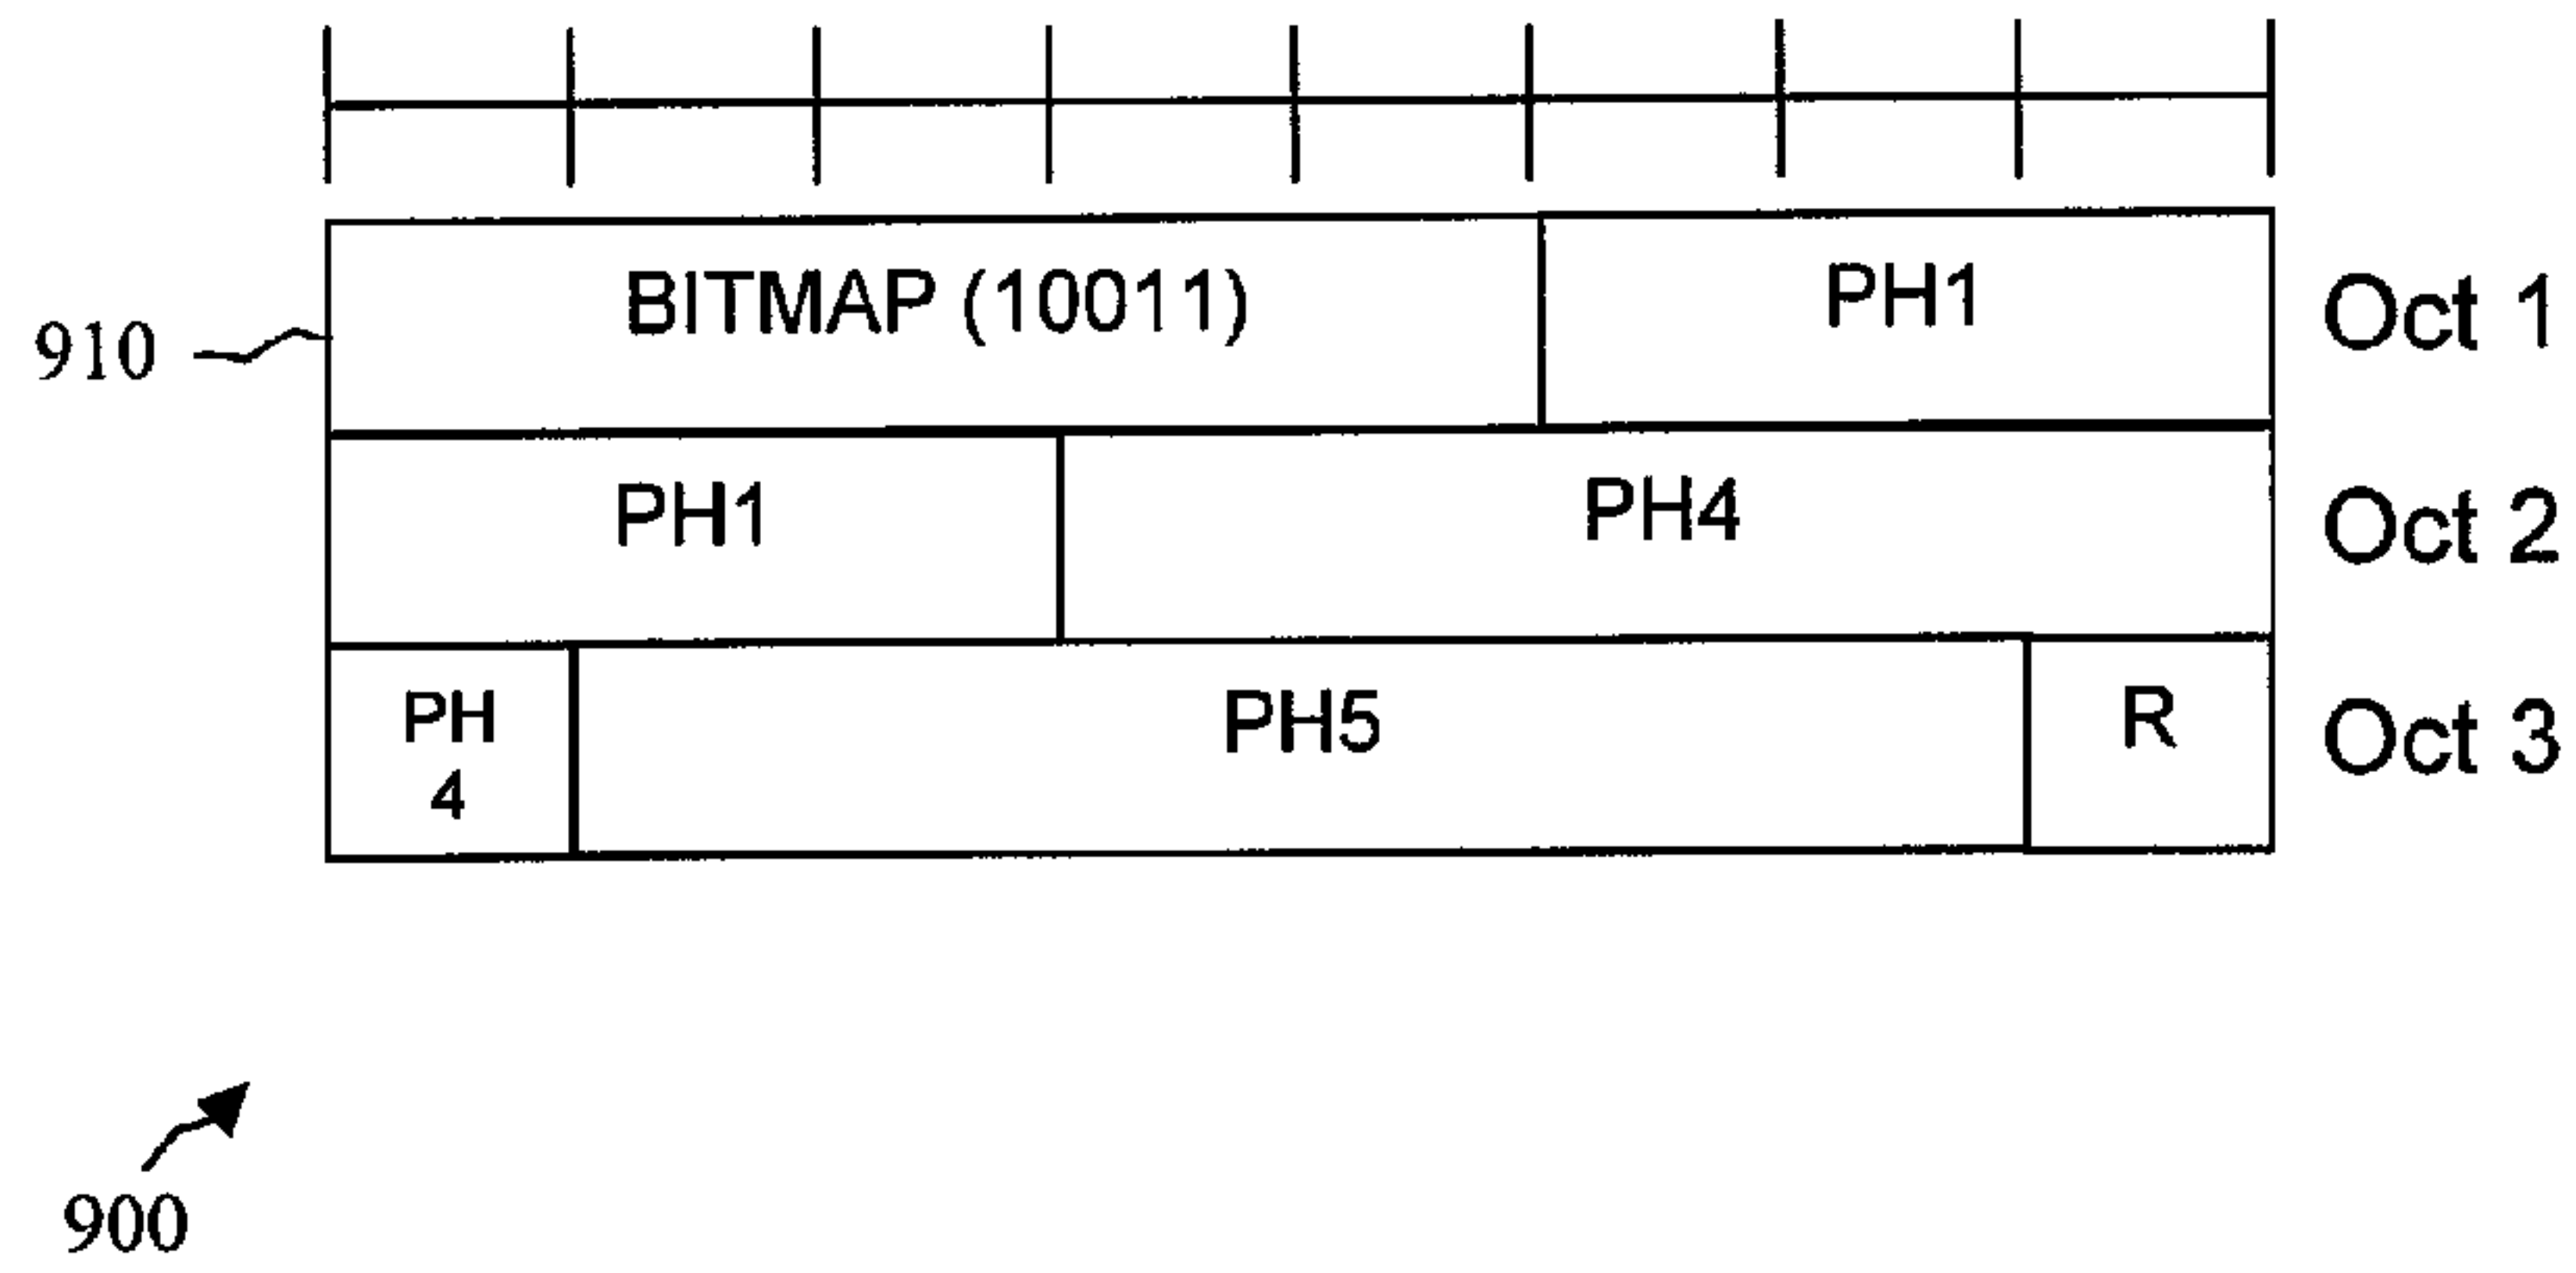 BITMAP (10011) PH1 Oct 1
910
PH1 PH4 Oct 2
PH PH5 R Oct 3
4
900